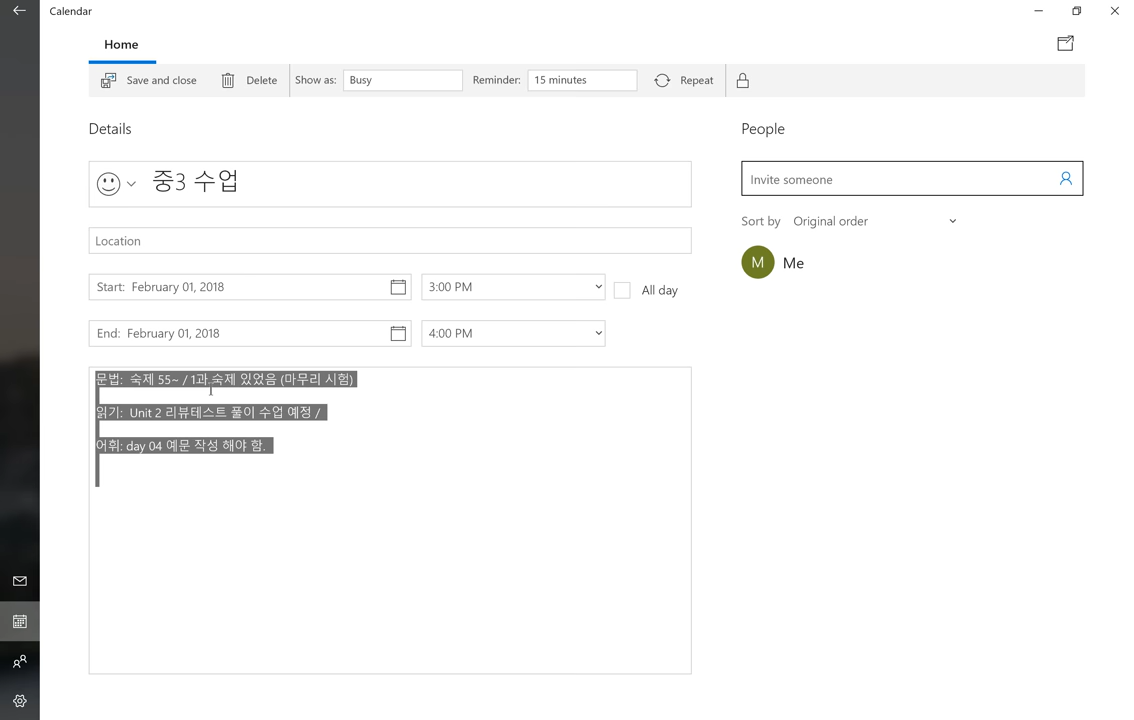 Calendar
Home
Save and close
Delete
Show as:
Busy
Reminder:
15 minutes
Repeat
Details
People
중3 수업
Invite someone
Location
Sort by
Original order
M
Me
Start: February 01, 2018
3:00 PM
All day
End: February 01, 2018
4:00 PM
문법: 숙제 55~ / 1과 숙제 있었음 (마무리 시험)
읽기: Unit 2 리뷰테스트 풀이 수업 예정 /
어휘: day 04 예문 작성 해야 함.